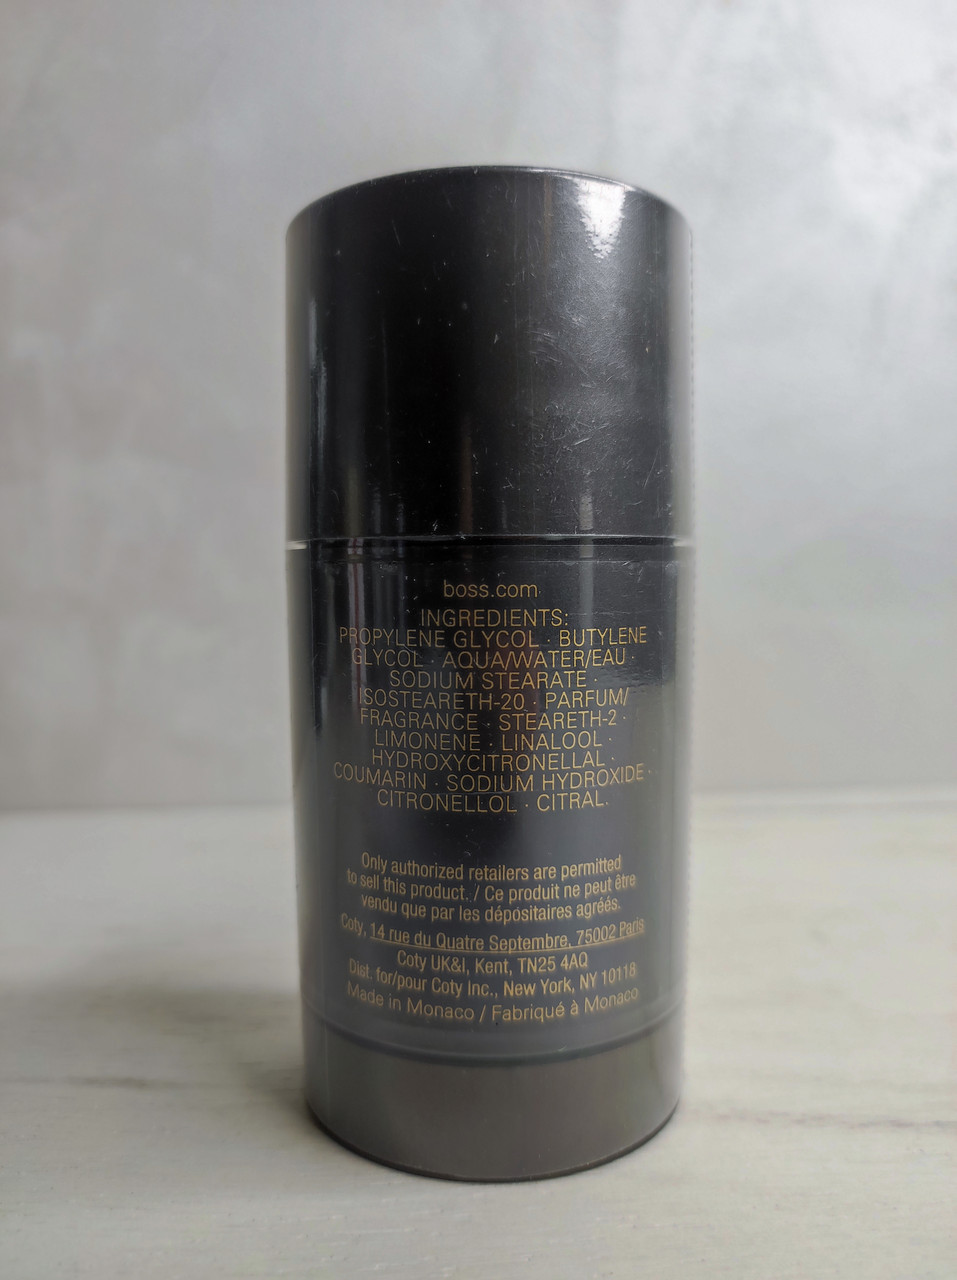 boss.com
INGREDIENTS:
PROPYLENE GLYCOL · BUTYLENE
GLYCOL · AQUA/WATER/EAU ·
SODIUM STEARATE ·
ISOSTEARETH-20 · PARFUM/
FRAGRANCE · STEARETH-2 ·
LIMONENE · LINALOOL ·
HYDROXYCITRONELLAL ·
COUMARIN · SODIUM HYDROXIDE ·
CITRONELLOL · CITRAL.
Only authorized retailers are permitted
to sell this product. / Ce produit ne peut être
vendu que par les dépositaires agréés.
Coty, 14 rue du Quatre Septembre, 75002 Paris
Coty UK&I, Kent, TN25 4AQ
Dist. for/pour Coty Inc., New York, NY 10118
Made in Monaco / Fabriqué à Monaco